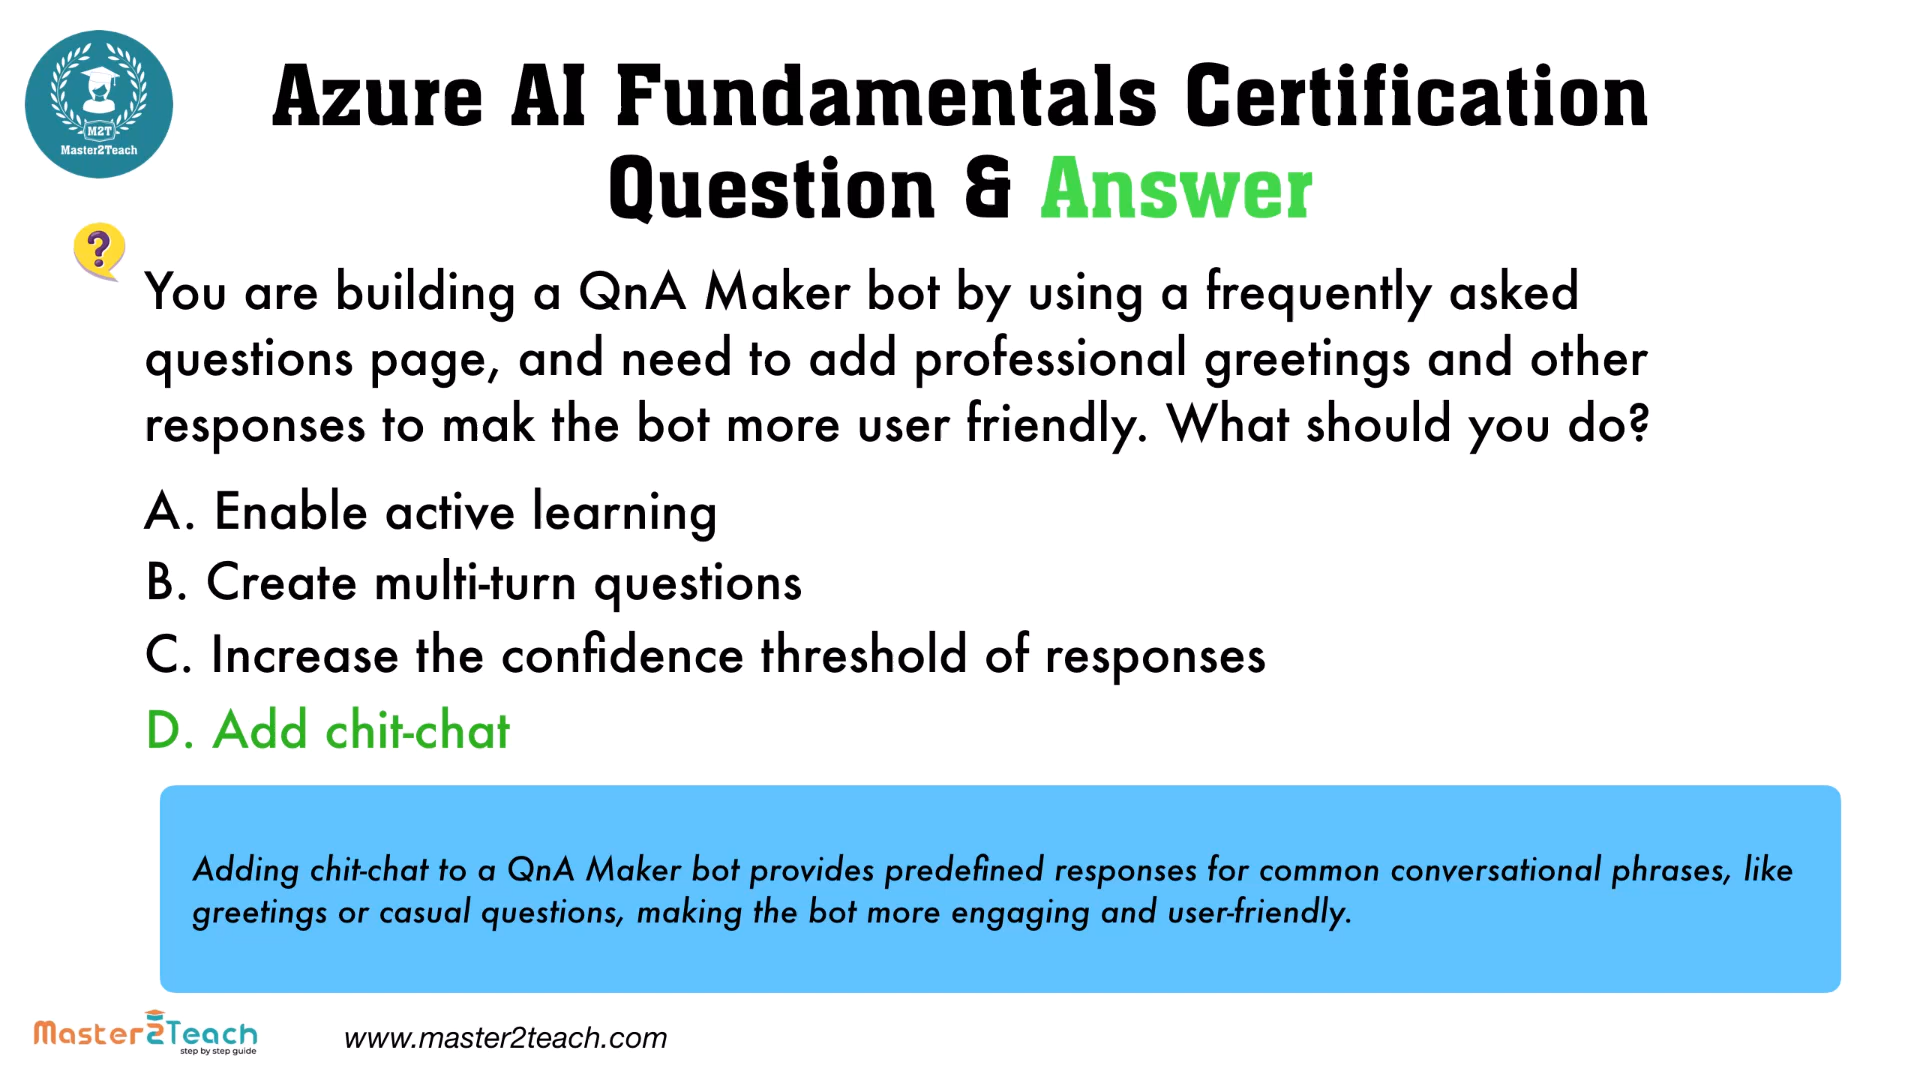 M2T
Master2Teach
Azure AI Fundamentals Certification
Question & Answer
?
You are building a QnA Maker bot by using a frequently asked
questions page, and need to add professional greetings and other
responses to mak the bot more user friendly. What should you do?
A. Enable active learning
B. Create multi-turn questions
C. Increase the confidence threshold of responses
D. Add chit-chat
Adding chit-chat to a QnA Maker bot provides predefined responses for common conversational phrases, like
greetings or casual questions, making the bot more engaging and user-friendly.
Master2Teach
step by step guide
www.master2teach.com